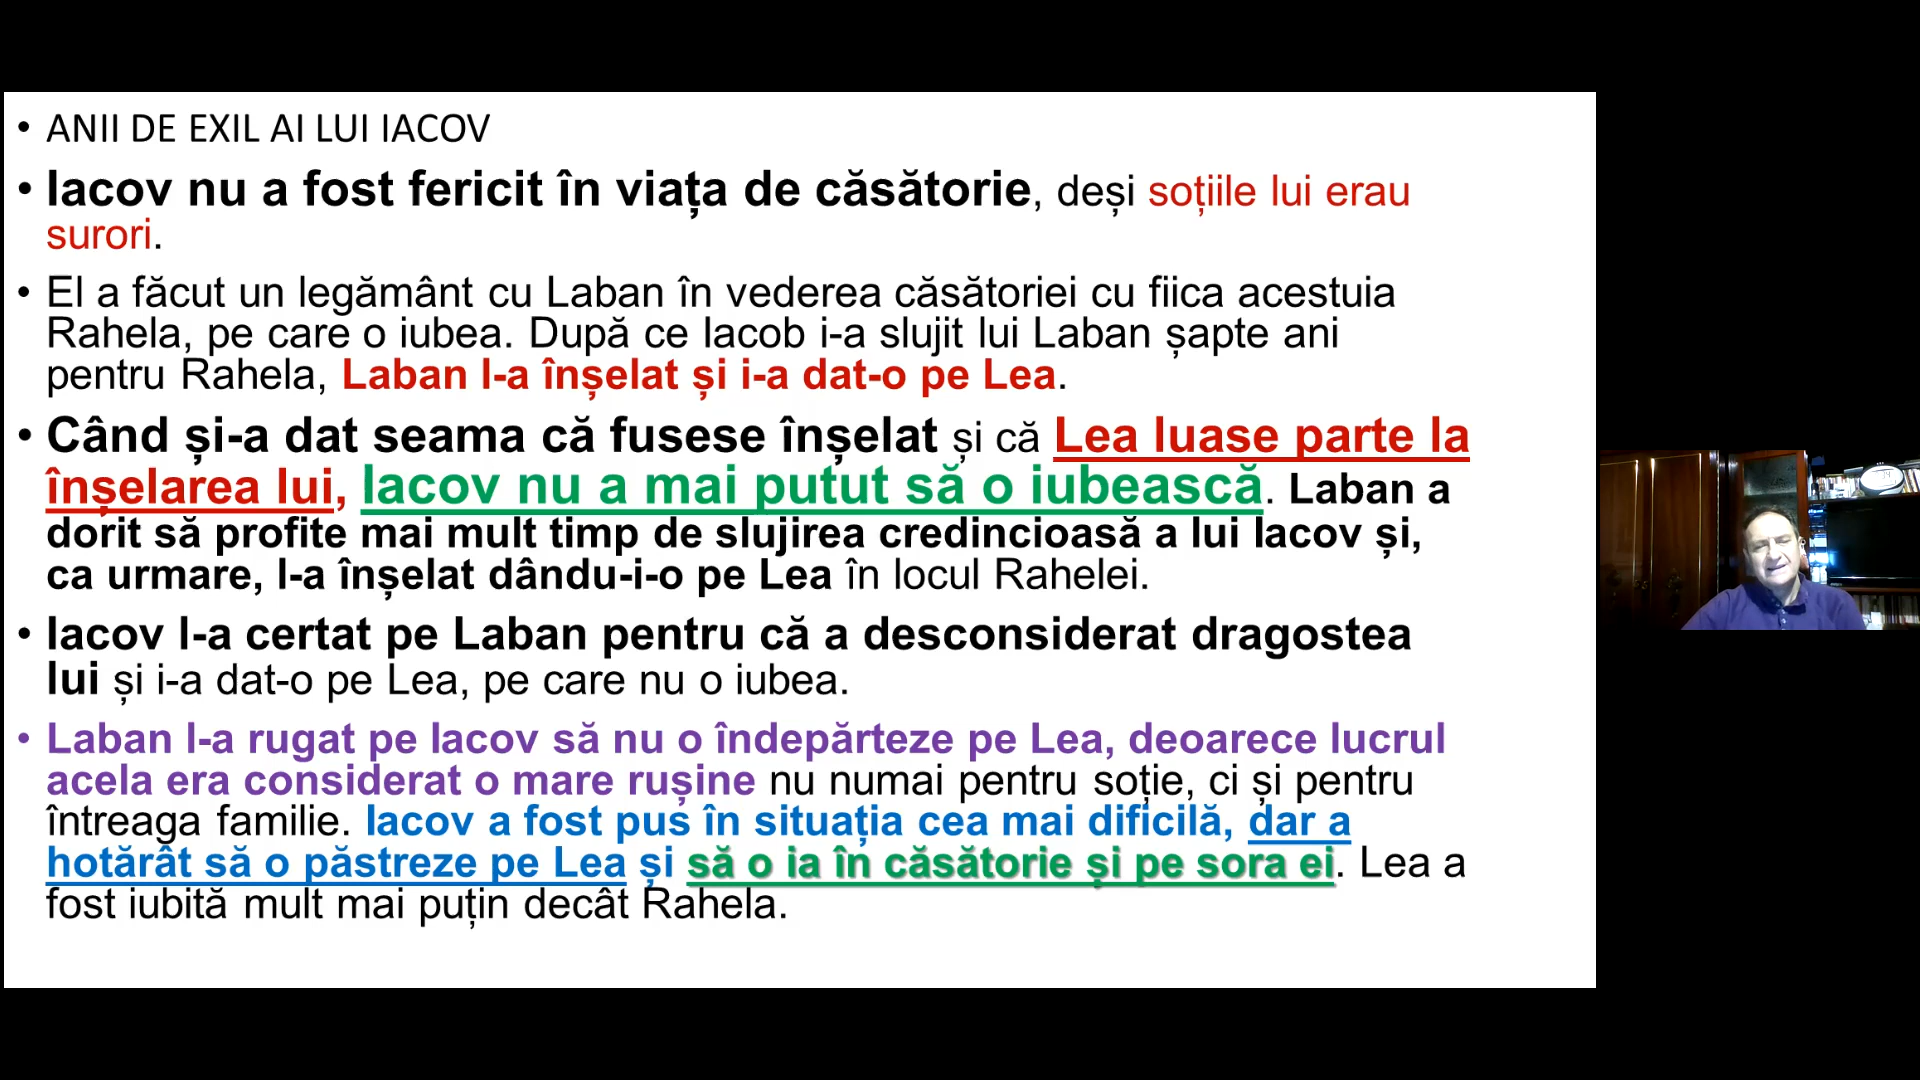 • ANII DE EXIL AI LUI IACOV
• Iacov nu a fost fericit în viața de căsătorie, deși soțiile lui erau
surori.
• El a făcut un legământ cu Laban în vederea căsătoriei cu fiica acestuia
Rahela, pe care o iubea. După ce Iacob i-a slujit lui Laban șapte ani
pentru Rahela, Laban l-a înșelat și i-a dat-o pe Lea.
• Când și-a dat seama că fusese înșelat și că Lea luase parte la
înșelarea lui, Iacov nu a mai putut să o iubească. Laban a
dorit să profite mai mult timp de slujirea credincioasă a lui Iacov și,
ca urmare, l-a înșelat dându-i-o pe Lea în locul Rahelei.
• Iacov l-a certat pe Laban pentru că a desconsiderat dragostea
lui și i-a dat-o pe Lea, pe care nu o iubea.
• Laban l-a rugat pe Iacov să nu o îndepărteze pe Lea, deoarece lucrul
acela era considerat o mare rușine nu numai pentru soție, ci și pentru
întreaga familie. Iacov a fost pus în situația cea mai dificilă, dar a
hotărât să o păstreze pe Lea și să o ia în căsătorie și pe sora ei. Lea a
fost iubită mult mai puțin decât Rahela.